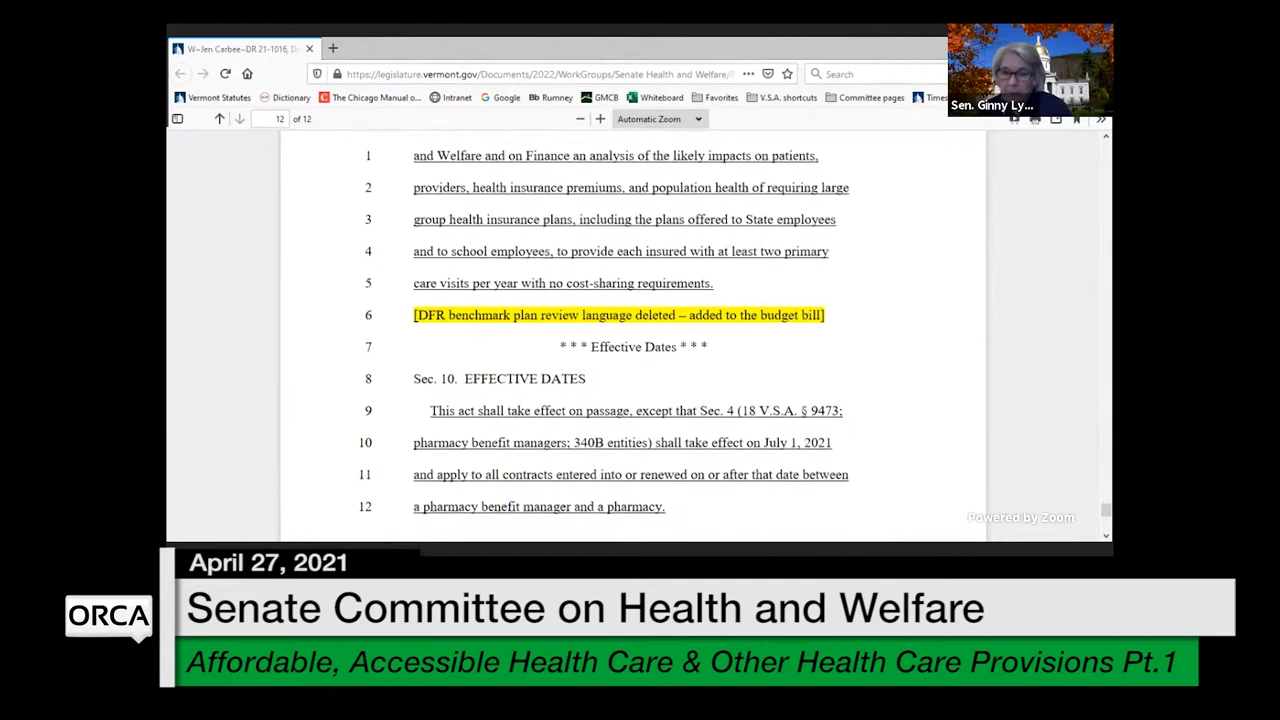 W~Jen Carbee~DR 21-1016, D
https://legislature.vermont.gov/Documents/2022/WorkGroups/Senate Health and Welfare/
Search
Vermont Statutes
Dictionary
The Chicago Manual o...
Intranet
Google
Bb Rumney
GMCB
Whiteboard
Favorites
V.S.A. shortcuts
Committee pages
Times
Sen. Ginny Ly...
12 of 12
Automatic Zoom
1 and Welfare and on Finance an analysis of the likely impacts on patients,
2 providers, health insurance premiums, and population health of requiring large
3 group health insurance plans, including the plans offered to State employees
4 and to school employees, to provide each insured with at least two primary
5 care visits per year with no cost-sharing requirements.
6 [DFR benchmark plan review language deleted – added to the budget bill]
7 * * * Effective Dates * * *
8 Sec. 10. EFFECTIVE DATES
9 This act shall take effect on passage, except that Sec. 4 (18 V.S.A. § 9473;
10 pharmacy benefit managers; 340B entities) shall take effect on July 1, 2021
11 and apply to all contracts entered into or renewed on or after that date between
12 a pharmacy benefit manager and a pharmacy.
Powered by Zoom
April 27, 2021
ORCA
Senate Committee on Health and Welfare
Affordable, Accessible Health Care & Other Health Care Provisions Pt.1